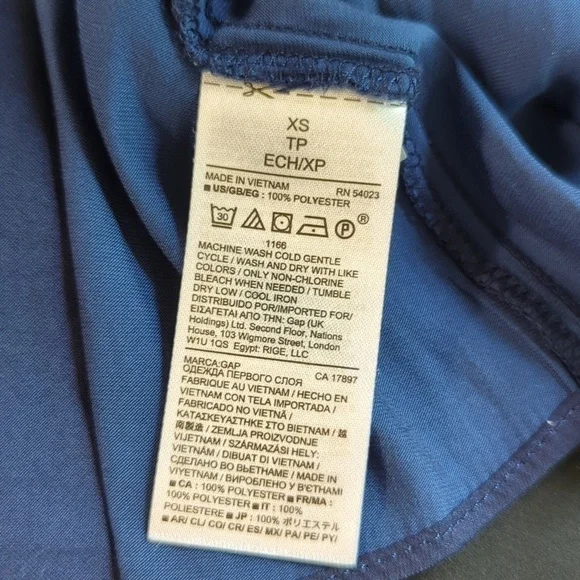 XS
TP
ECH/XP
MADE IN VIETNAM RN 54023
■ US/GB/EG : 100% POLYESTER
30 P ®
1166
MACHINE WASH COLD GENTLE
CYCLE / WASH AND DRY WITH LIKE
COLORS / ONLY NON-CHLORINE
BLEACH WHEN NEEDED / TUMBLE
DRY LOW / COOL IRON
DISTRIBUIDO POR/IMPORTED FOR/
ΕΙΣΑΓΕΤΑΙ ΑΠΟ ΤΗΝ: Gap (UK
Holdings) Ltd. Second Floor, Nations
House, 103 Wigmore Street, London
W1U 1QS Egypt: RIGE, LLC
MARCA:GAP CA 17897
ОДЕЖДА ПЕРВОГО СЛОЯ
FABRIQUE AU VIETNAM / HECHO EN
VIETNAM CON TELA IMPORTADA /
FABRICADO NO VIETNÃ /
ΚΑΤΑΣΚΕΥΑΣΤΗΚΕ ΣΤΟ ΒΙΕΤΝΑΜ / 越
南製造 / ZEMLJA PROIZVODNJE
VIJETNAM / SZÁRMAZÁSI HELY:
VIETNÁM / DIBUAT DI VIETNAM /
СДЕЛАНО ВО ВЬЕТНАМЕ / MADE IN
VIYETNAM / ВИРОБЛЕНО У В'ЄТНАМІ
■ CA : 100% POLYESTER ■ FR/MA :
100% POLYESTER ■ IT : 100%
POLIESTERE ■ JP : 100% ポリエステル
■ AR/ CL/ CO/ CR/ ES/ MX/ PA/ PE/ PY/